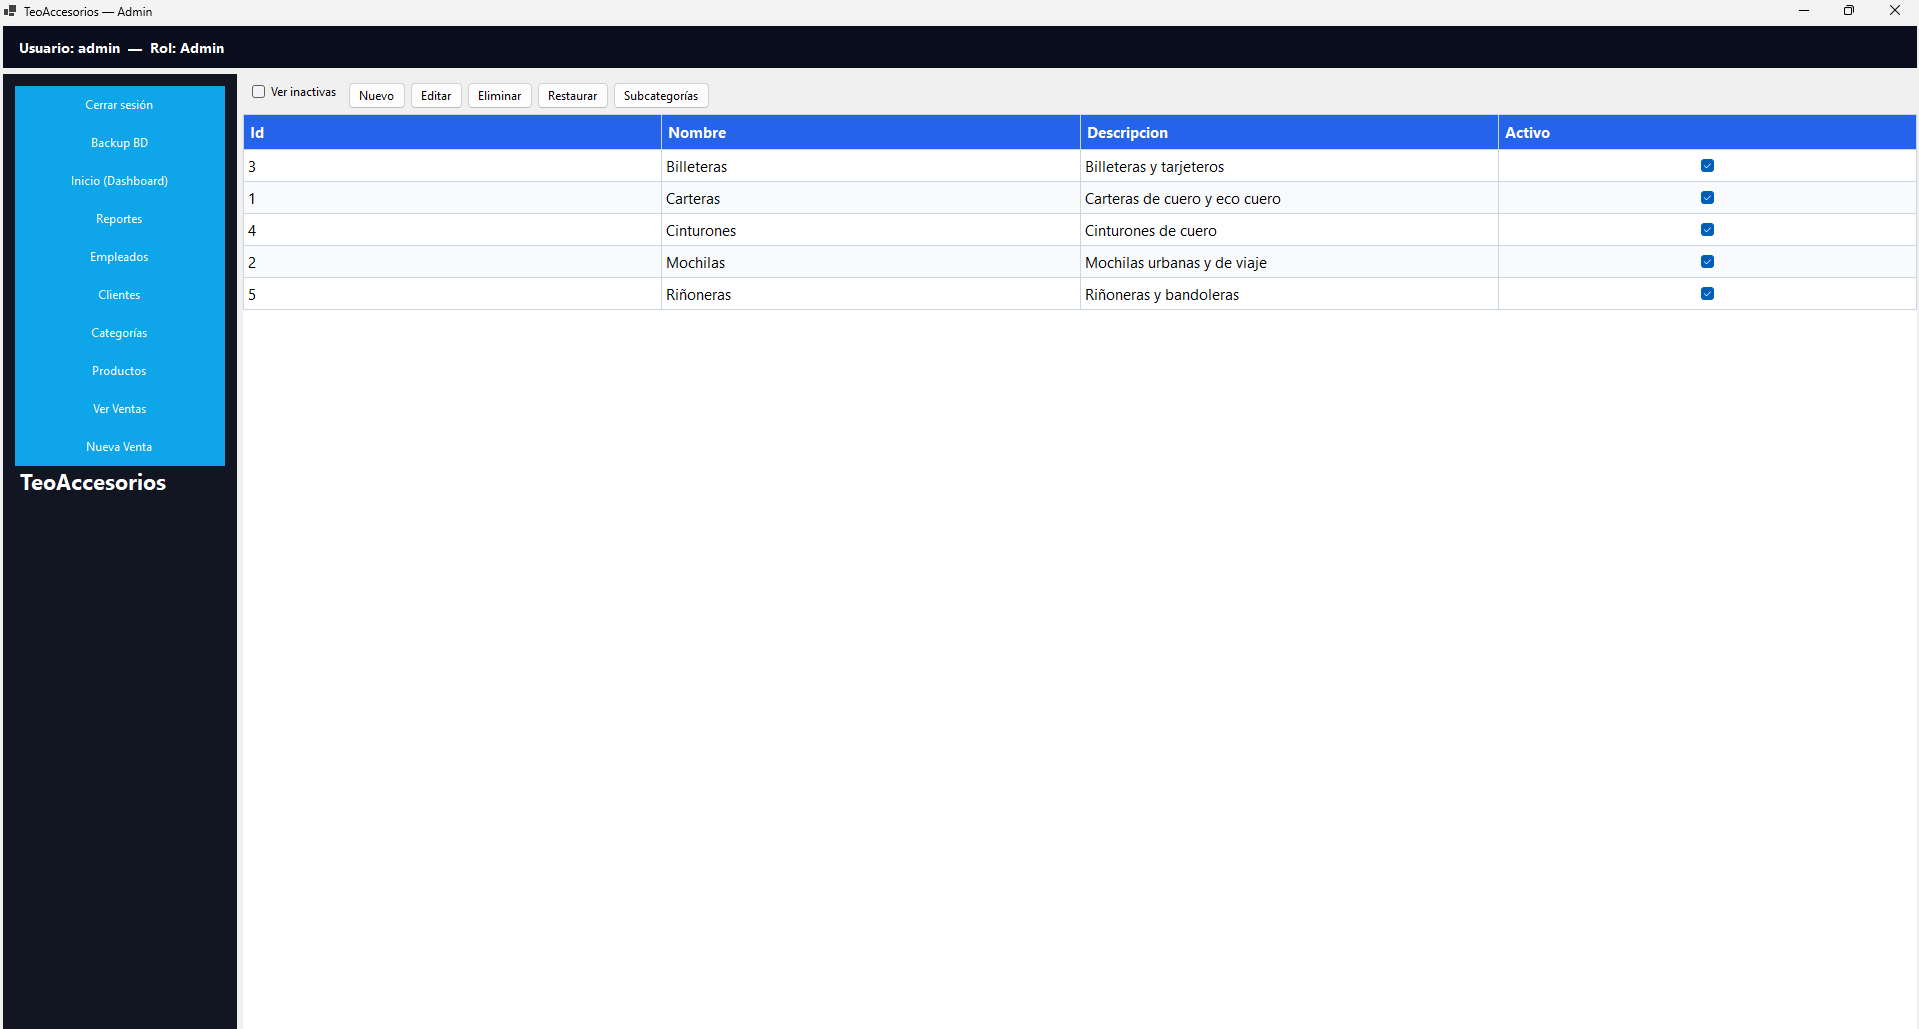 TeoAccesorios — Admin
Usuario: admin — Rol: Admin
Cerrar sesión
Backup BD
Inicio (Dashboard)
Reportes
Empleados
Clientes
Categorías
Productos
Ver Ventas
Nueva Venta
TeoAccesorios
Ver inactivas Nuevo Editar Eliminar Restaurar Subcategorías
Id Nombre Descripcion Activo
3 Billeteras Billeteras y tarjeteros
1 Carteras Carteras de cuero y eco cuero
4 Cinturones Cinturones de cuero
2 Mochilas Mochilas urbanas y de viaje
5 Riñoneras Riñoneras y bandoleras